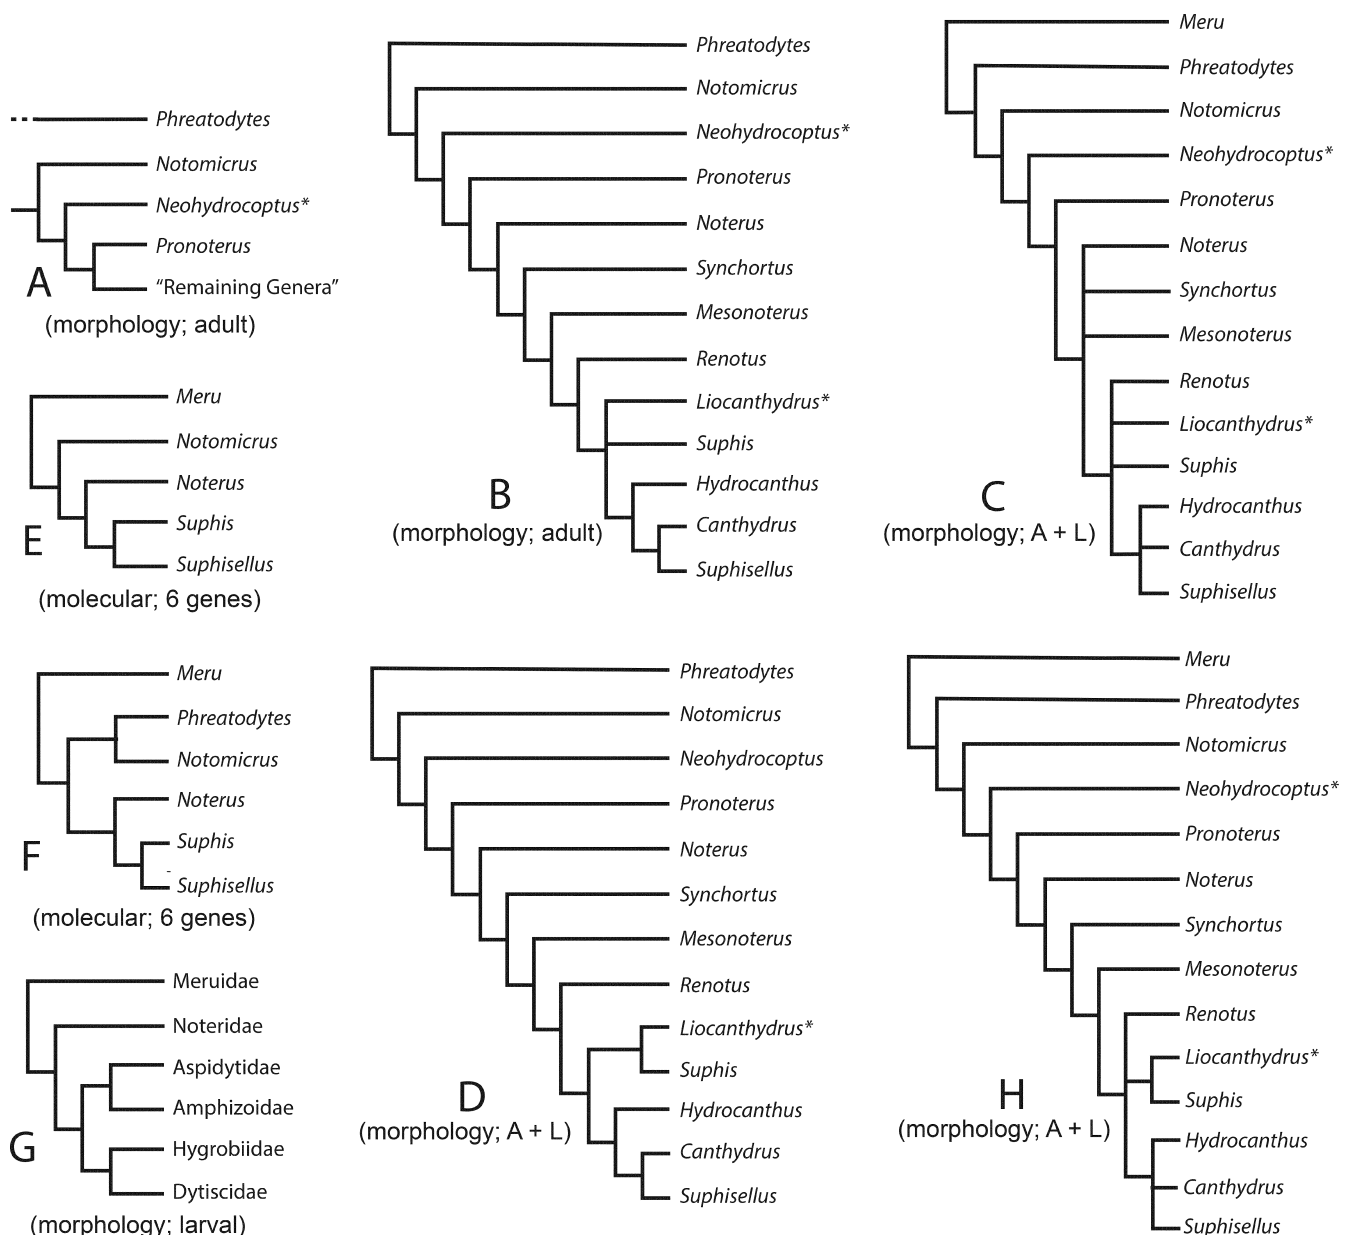 Phreatodytes
Notomicrus
Neohydrocoptus*
Pronoterus
“Remaining Genera”
A
(morphology; adult)
Phreatodytes
Notomicrus
Neohydrocoptus*
Pronoterus
Noterus
Synchortus
Mesonoterus
Renotus
Liocanthydrus*
Suphis
Hydrocanthus
Canthydrus
Suphisellus
B
(morphology; adult)
Meru
Phreatodytes
Notomicrus
Neohydrocoptus*
Pronoterus
Noterus
Synchortus
Mesonoterus
Renotus
Liocanthydrus*
Suphis
Hydrocanthus
Canthydrus
Suphisellus
C
(morphology; A + L)
Meru
Notomicrus
Noterus
Suphis
Suphisellus
E
(molecular; 6 genes)
Meru
Phreatodytes
Notomicrus
Noterus
Suphis
Suphisellus
F
(molecular; 6 genes)
Meruidae
Noteridae
Aspidytidae
Amphizoidae
Hygrobiidae
Dytiscidae
G
(morphology; larval)
Phreatodytes
Notomicrus
Neohydrocoptus
Pronoterus
Noterus
Synchortus
Mesonoterus
Renotus
Liocanthydrus*
Suphis
Hydrocanthus
Canthydrus
Suphisellus
D
(morphology; A + L)
Meru
Phreatodytes
Notomicrus
Neohydrocoptus*
Pronoterus
Noterus
Synchortus
Mesonoterus
Renotus
Liocanthydrus*
Suphis
Hydrocanthus
Canthydrus
Suphisellus
H
(morphology; A + L)